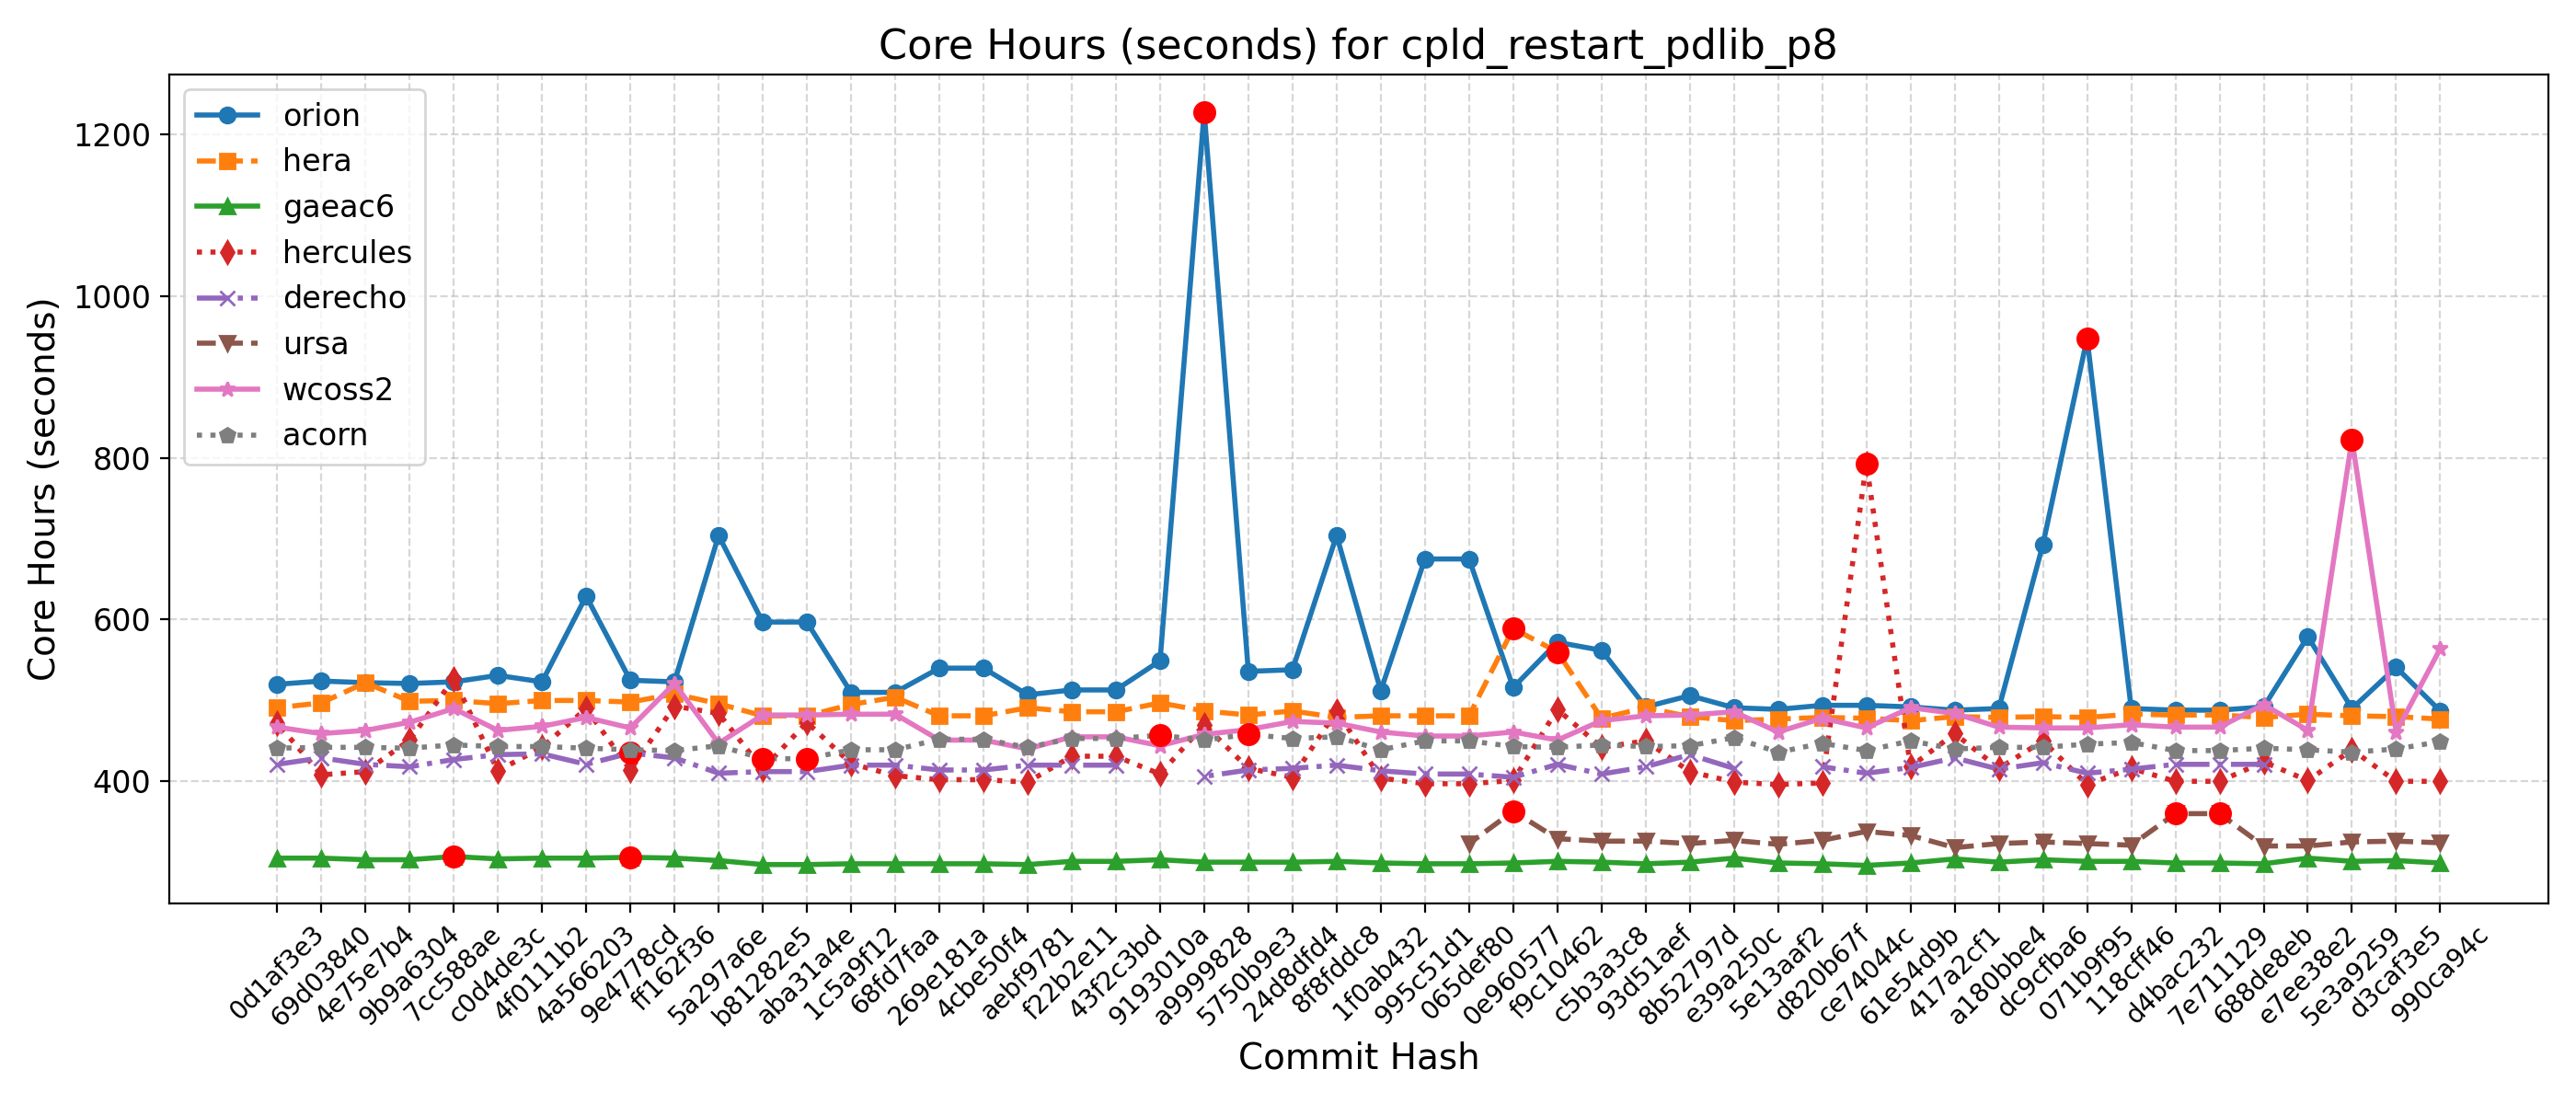 Core Hours (seconds) for cpld_restart_pdlib_p8
Core Hours (seconds)
1200
1000
800
600
400
orion
hera
gaeac6
hercules
derecho
ursa
wcoss2
acorn
0d1af3e3
69d03840
4e75e7b4
9b9a6304
7cc588ae
c0d4de3c
4f0111b2
4a566203
9e4778cd
ff162f36
5a297a6e
b81282e5
aba31a4e
1c5a9f12
68fd7faa
269e181a
4cbe50f4
aebf9781
f22b2e11
43f2c3bd
9193010a
a9999828
5750b9e3
24d8dfd4
8f8fddc8
1f0ab432
995c51d1
065def80
0e960577
f9c10462
c5b3a3c8
93d51aef
8b52797d
e39a250c
5e13aaf2
d820b67f
ce74044c
61e54d9b
417a2cf1
a180bbe4
dc9cfba6
071b9f95
118cff46
d4bac232
7e711129
688de8eb
e7ee38e2
5e3a9259
d3caf3e5
990ca94c
Commit Hash